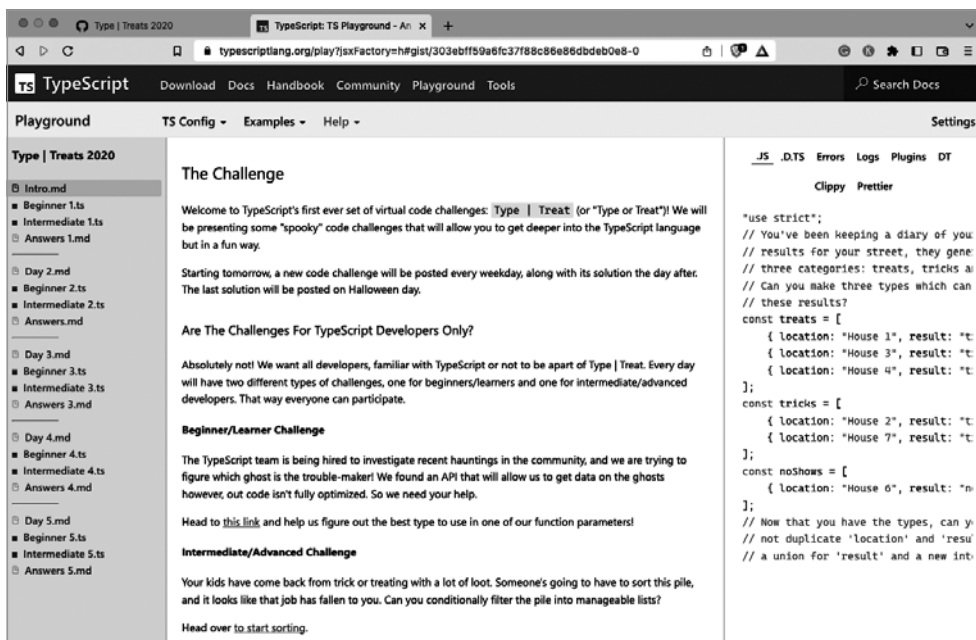 Type | Treats 2020
TypeScript: TS Playground - An
typescriptlang.org/play?jsxFactory=h#gist/303ebff59a6fc37f88c86e86dbdeb0e8-0
TS TypeScript
Download Docs Handbook Community Playground Tools
Search Docs
Playground
TS Config Examples Help
Settings
Type | Treats 2020
Intro.md
Beginner 1.ts
Intermediate 1.ts
Answers 1.md
Day 2.md
Beginner 2.ts
Intermediate 2.ts
Answers.md
Day 3.md
Beginner 3.ts
Intermediate 3.ts
Answers 3.md
Day 4.md
Beginner 4.ts
Intermediate 4.ts
Answers 4.md
Day 5.md
Beginner 5.ts
Intermediate 5.ts
Answers 5.md
The Challenge
Welcome to TypeScript's first ever set of virtual code challenges: Type | Treat (or "Type or Treat")! We will
be presenting some "spooky" code challenges that will allow you to get deeper into the TypeScript language
but in a fun way.
Starting tomorrow, a new code challenge will be posted every weekday, along with its solution the day after.
The last solution will be posted on Halloween day.
Are The Challenges For TypeScript Developers Only?
Absolutely not! We want all developers, familiar with TypeScript or not to be apart of Type | Treat. Every day
will have two different types of challenges, one for beginners/learners and one for intermediate/advanced
developers. That way everyone can participate.
Beginner/Learner Challenge
The TypeScript team is being hired to investigate recent hauntings in the community, and we are trying to
figure which ghost is the trouble-maker! We found an API that will allow us to get data on the ghosts
however, out code isn't fully optimized. So we need your help.
Head to this link and help us figure out the best type to use in one of our function parameters!
Intermediate/Advanced Challenge
Your kids have come back from trick or treating with a lot of loot. Someone's going to have to sort this pile,
and it looks like that job has fallen to you. Can you conditionally filter the pile into manageable lists?
Head over to start sorting.
.JS .D.TS Errors Logs Plugins DT
Clippy Prettier
"use strict";
// You've been keeping a diary of you
// results for your street, they gene
// three categories: treats, tricks a
// Can you make three types which can
// these results?
const treats = [
{ location: "House 1", result: "t
{ location: "House 3", result: "t
{ location: "House 4", result: "t
];
const tricks = [
{ location: "House 2", result: "t
{ location: "House 7", result: "t
];
const noShows = [
{ location: "House 6", result: "n
];
// Now that you have the types, can y
// not duplicate 'location' and 'resu
// a union for 'result' and a new int